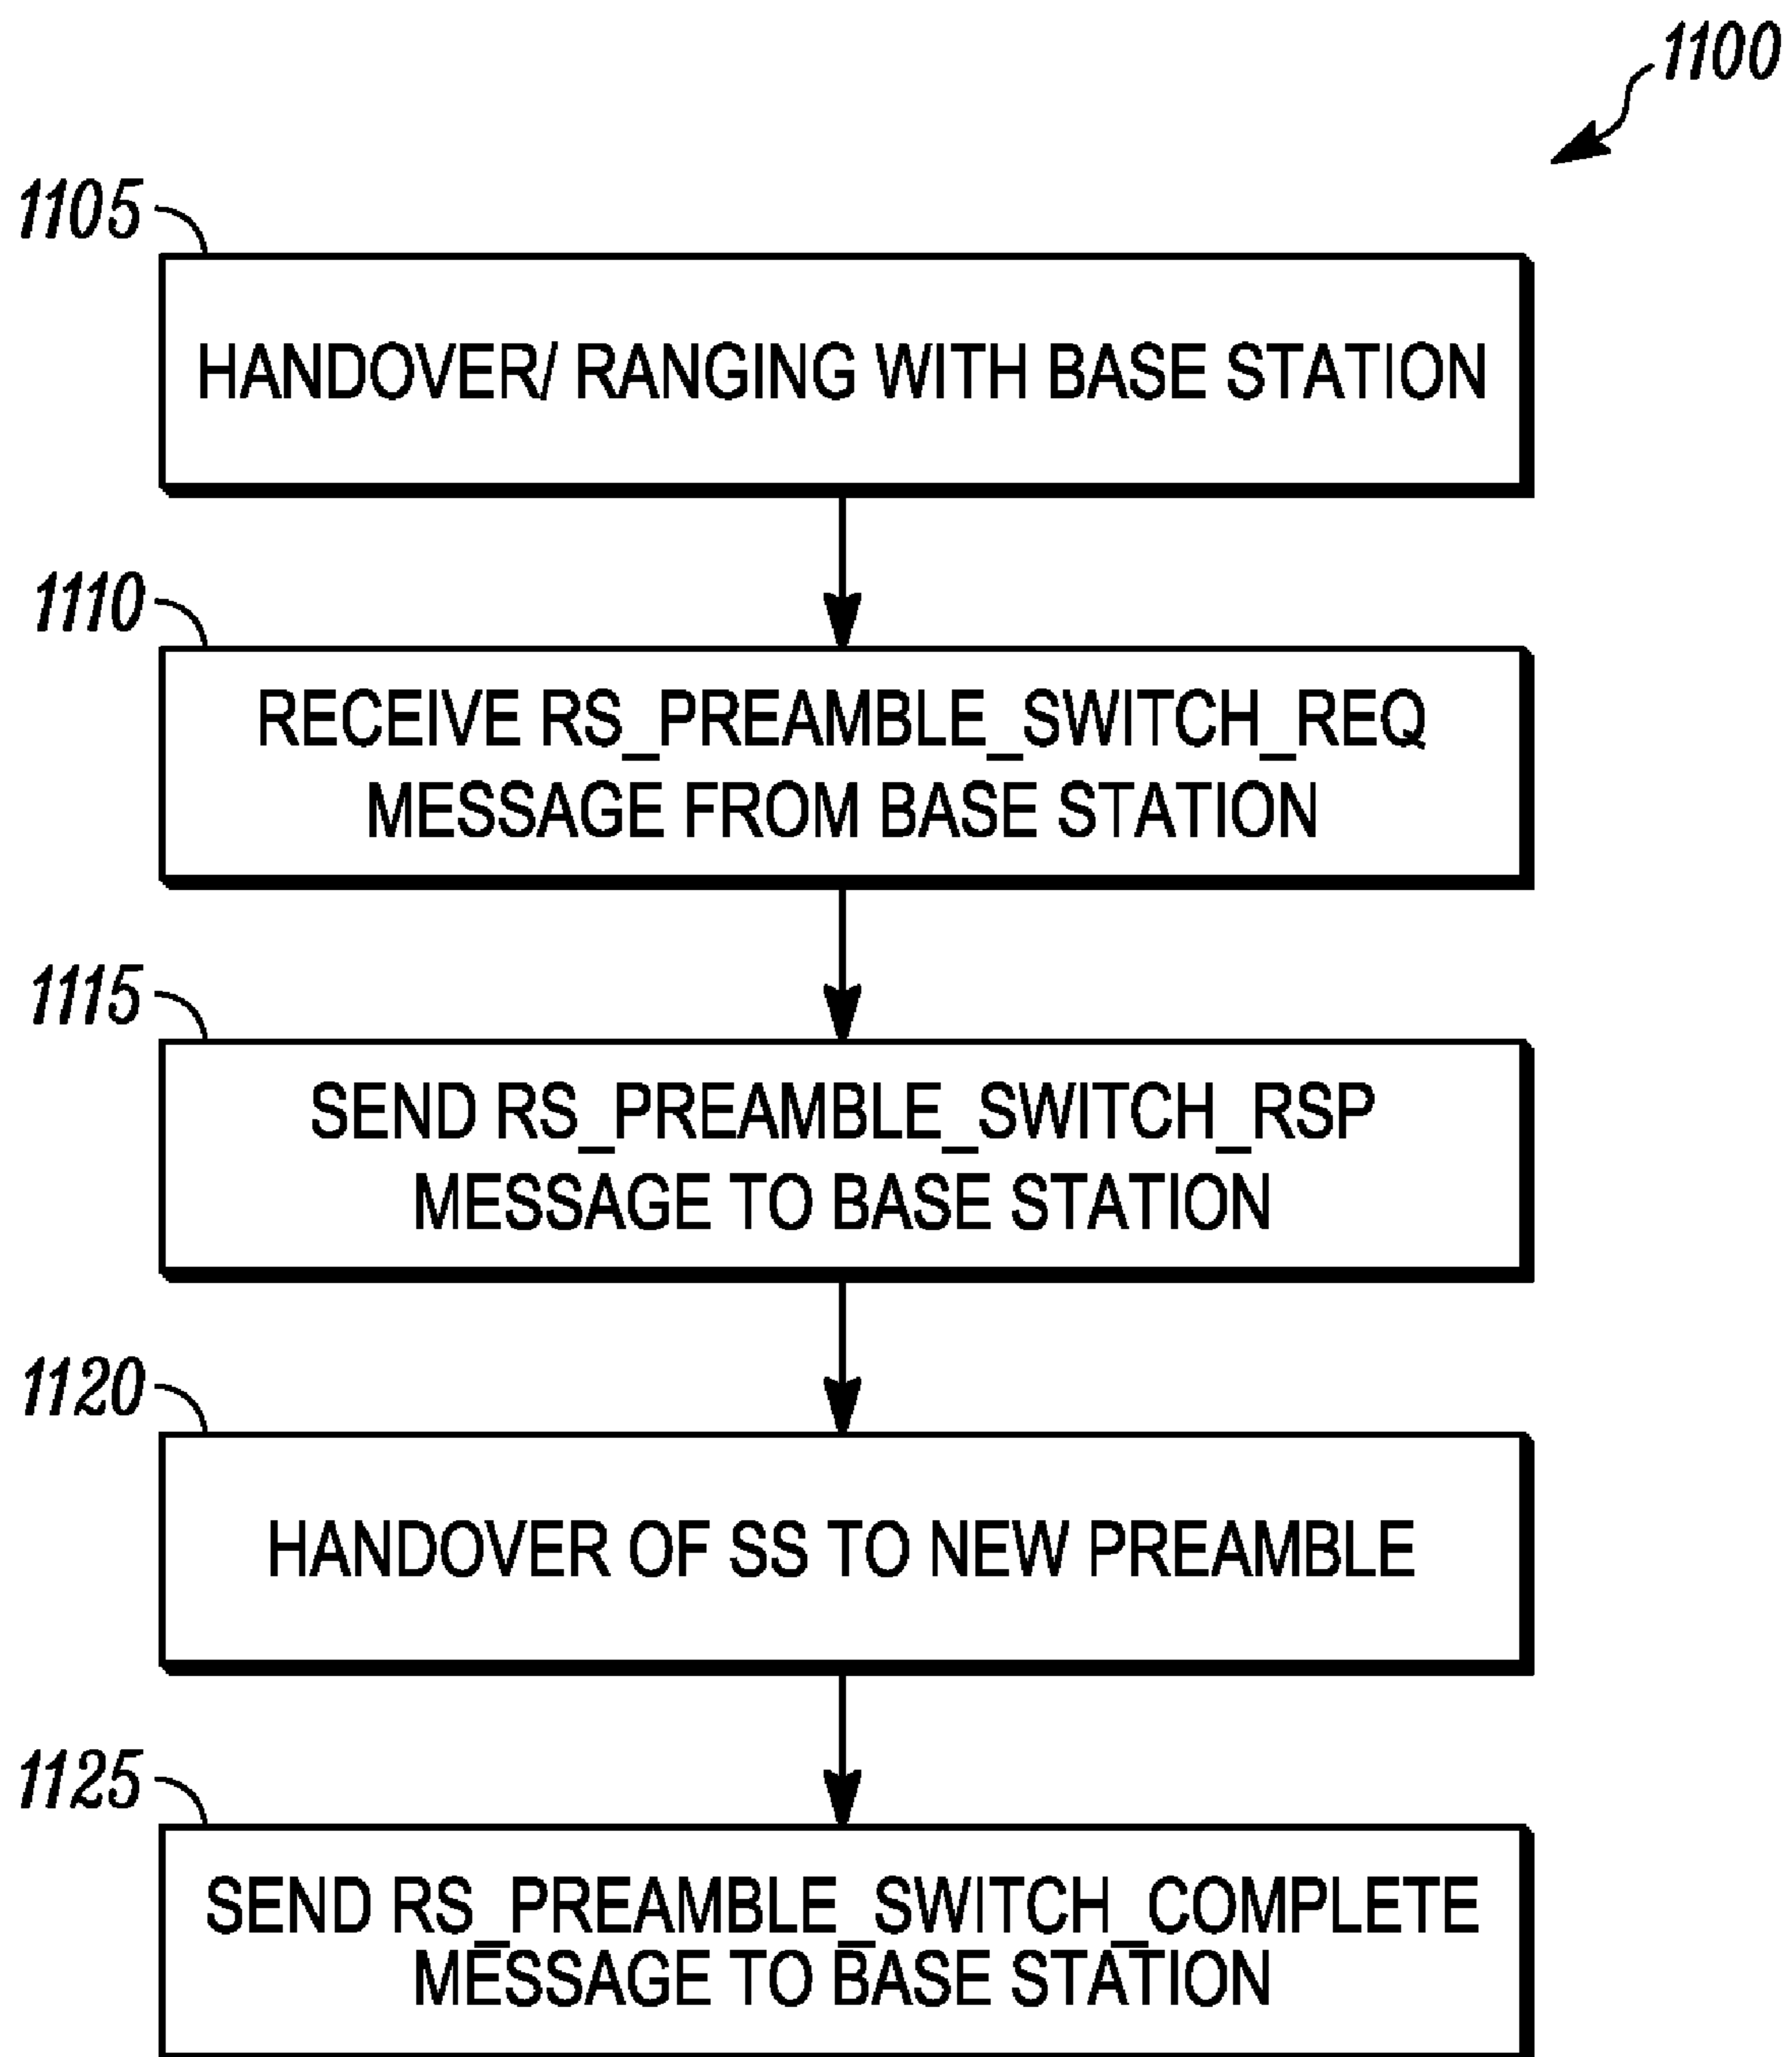 1100
1105
HANDOVER/ RANGING WITH BASE STATION
1110
RECEIVE RS_PREAMBLE_SWITCH_REQ
MESSAGE FROM BASE STATION
1115
SEND RS_PREAMBLE_SWITCH_RSP
MESSAGE TO BASE STATION
1120
HANDOVER OF SS TO NEW PREAMBLE
1125
SEND RS_PREAMBLE_SWITCH_COMPLETE
MESSAGE TO BASE STATION